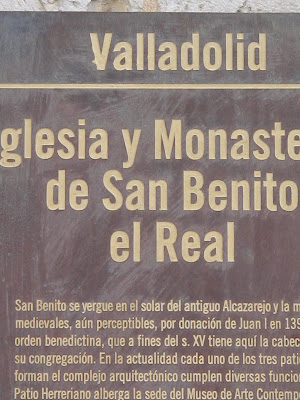 Valladolid
glesia y Monaste
de San Benito
el Real
San Benito se yergue en el solar del antiguo Alcazarejo y la m
medievales, aún perceptibles, por donación de Juan I en 139
orden benedictina, que a fines del s. XV tiene aquí la cabec
su congregación. En la actualidad cada uno de los tres patio
forman el complejo arquitectónico cumplen diversas funcion
Patio Herreriano alberga la sede del Museo de Arte Contemp